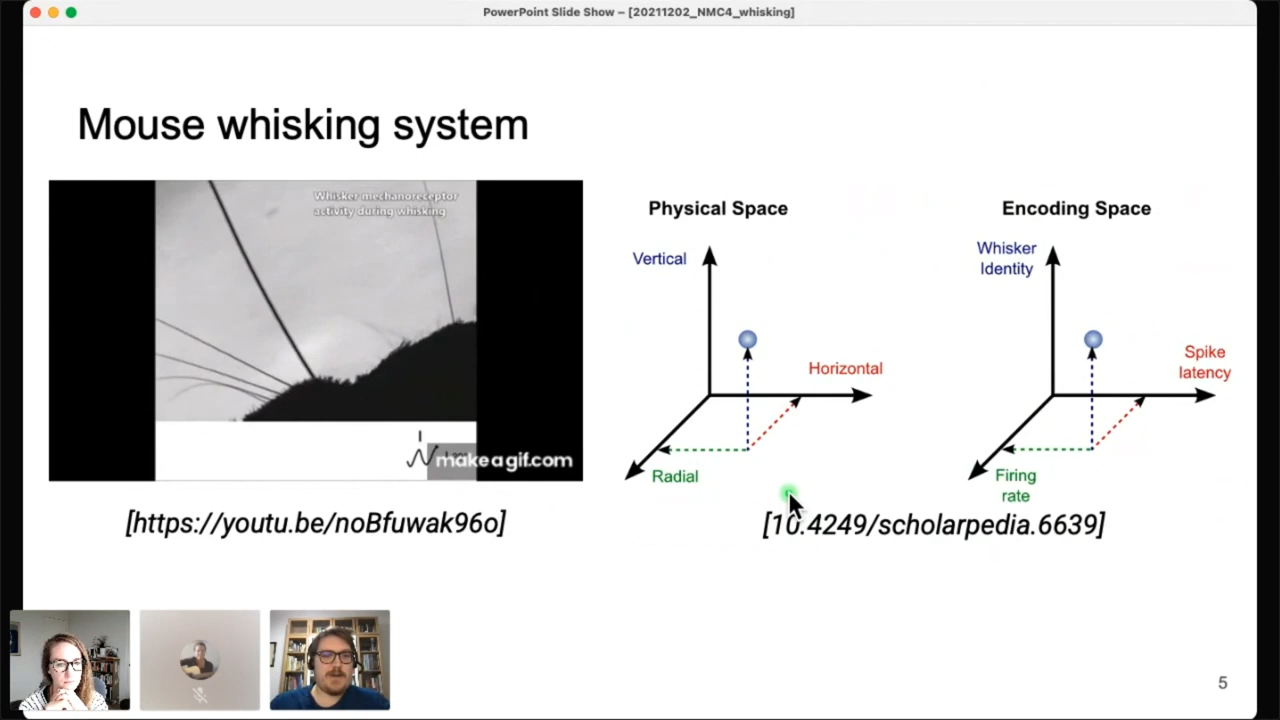 PowerPoint Slide Show – [20211202_NMC4_whisking]
Mouse whisking system
Whisker mechanoreceptor
activity during whisking
makeagif.com
[https://youtu.be/noBfuwak96o]
Physical Space
Vertical
Horizontal
Radial
Encoding Space
Whisker
Identity
Spike
latency
Firing
rate
[10.4249/scholarpedia.6639]
5